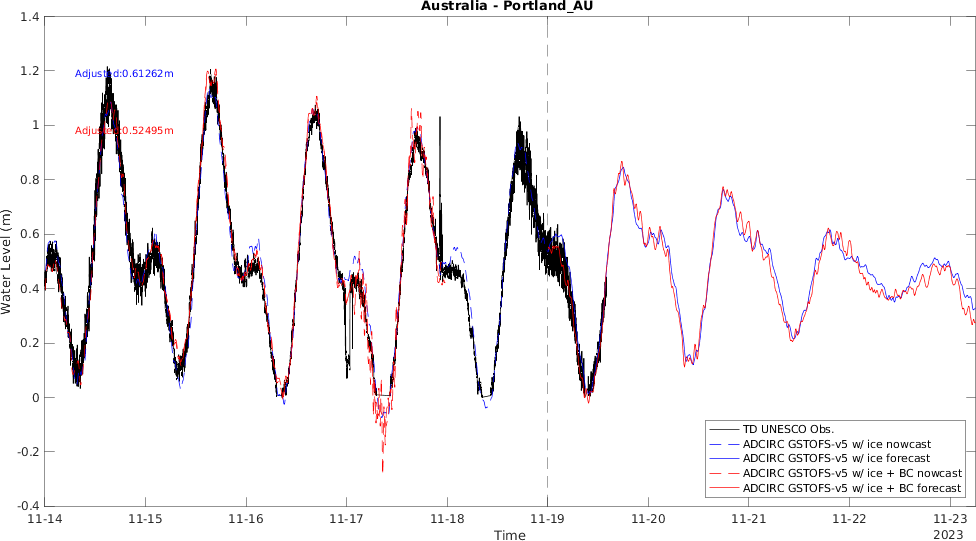 Australia - Portland_AU
1.4
1.2
1
0.8
0.6
0.4
0.2
0
-0.2
-0.4
Water Level (m)
Adjusted:0.61262m
Adjusted:0.52495m
TD UNESCO Obs.
ADCIRC GSTOFS-v5 w/ ice nowcast
ADCIRC GSTOFS-v5 w/ ice forecast
ADCIRC GSTOFS-v5 w/ ice + BC nowcast
ADCIRC GSTOFS-v5 w/ ice + BC forecast
11-14 11-15 11-16 11-17 11-18 11-19 11-20 11-21 11-22 11-23
Time
2023